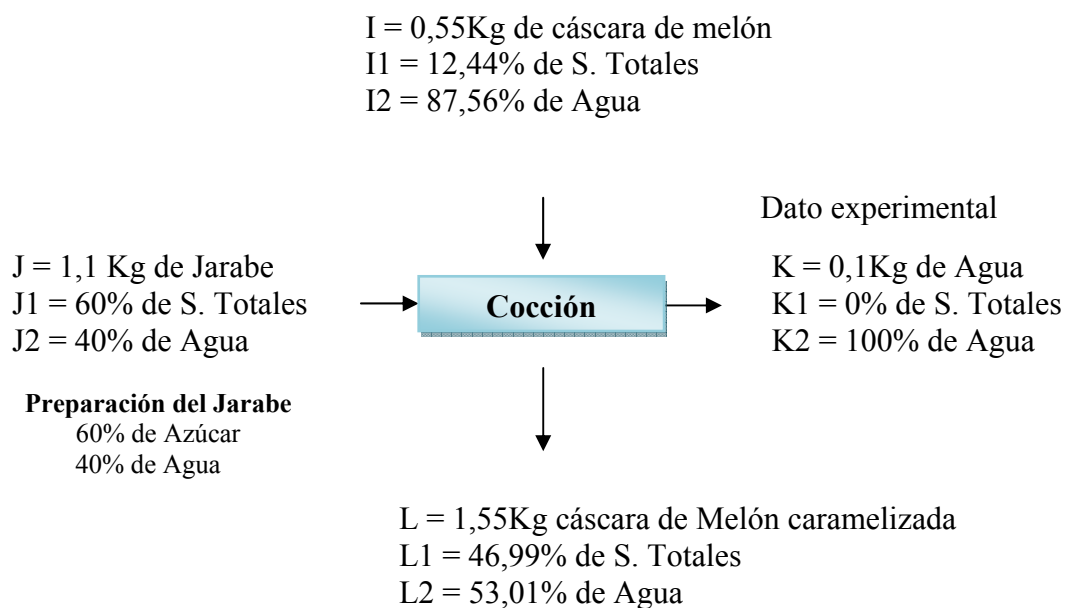 I = 0,55Kg de cáscara de melón
I1 = 12,44% de S. Totales
I2 = 87,56% de Agua
Dato experimental
J = 1,1 Kg de Jarabe
J1 = 60% de S. Totales
J2 = 40% de Agua
Cocción
K = 0,1Kg de Agua
K1 = 0% de S. Totales
K2 = 100% de Agua
Preparación del Jarabe
60% de Azúcar
40% de Agua
L = 1,55Kg cáscara de Melón caramelizada
L1 = 46,99% de S. Totales
L2 = 53,01% de Agua